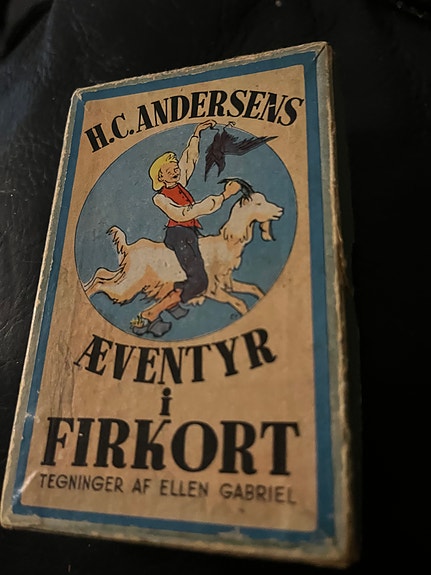 H.C. ANDERSENS
ÆVENTYR
i
FIRKORT
TEGNINGER AF ELLEN GABRIEL